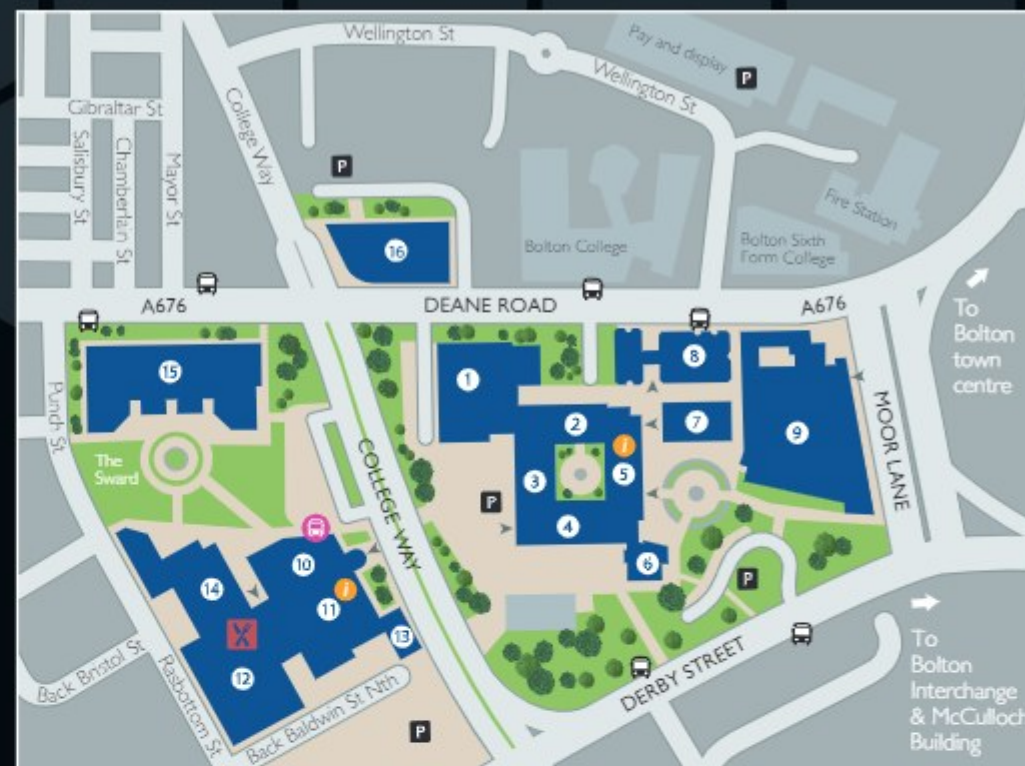 Wellington St
Pay and display
P
Wellington St
Gibraltar St
College Way
Salisbury St
Chamberlain St
Mayor St
P
Fire Station
16
Bolton College
Bolton Sixth
Form College
A676
DEANE ROAD
A676
To
Bolton
town
centre
15
1
8
7
2
9
Punch St
MOOR LANE
The
Sward
COLLEGE WAY
i
5
3
P
4
10
6
14
i
11
P
13
12
Back Bristol St
Rasbottom St
Back Baldwin St Nth
P
DERBY STREET
To
Bolton
Interchange
& McCulloch
Building